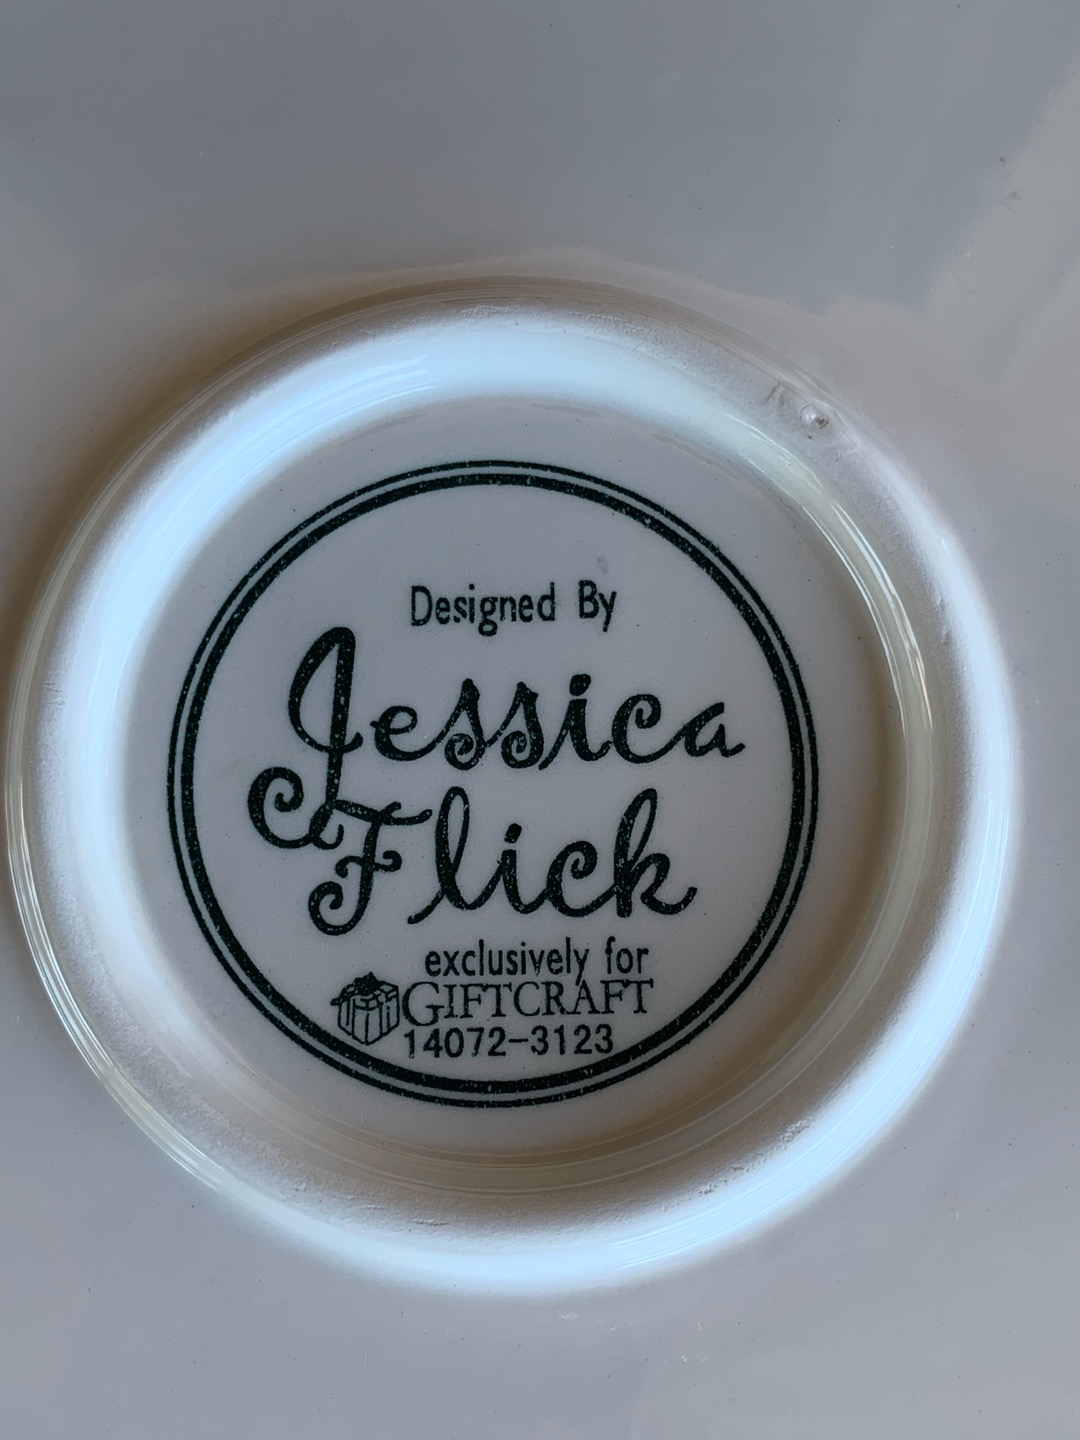 Designed By
Jessica
Flick
exclusively for
GIFTCRAFT
14072-3123